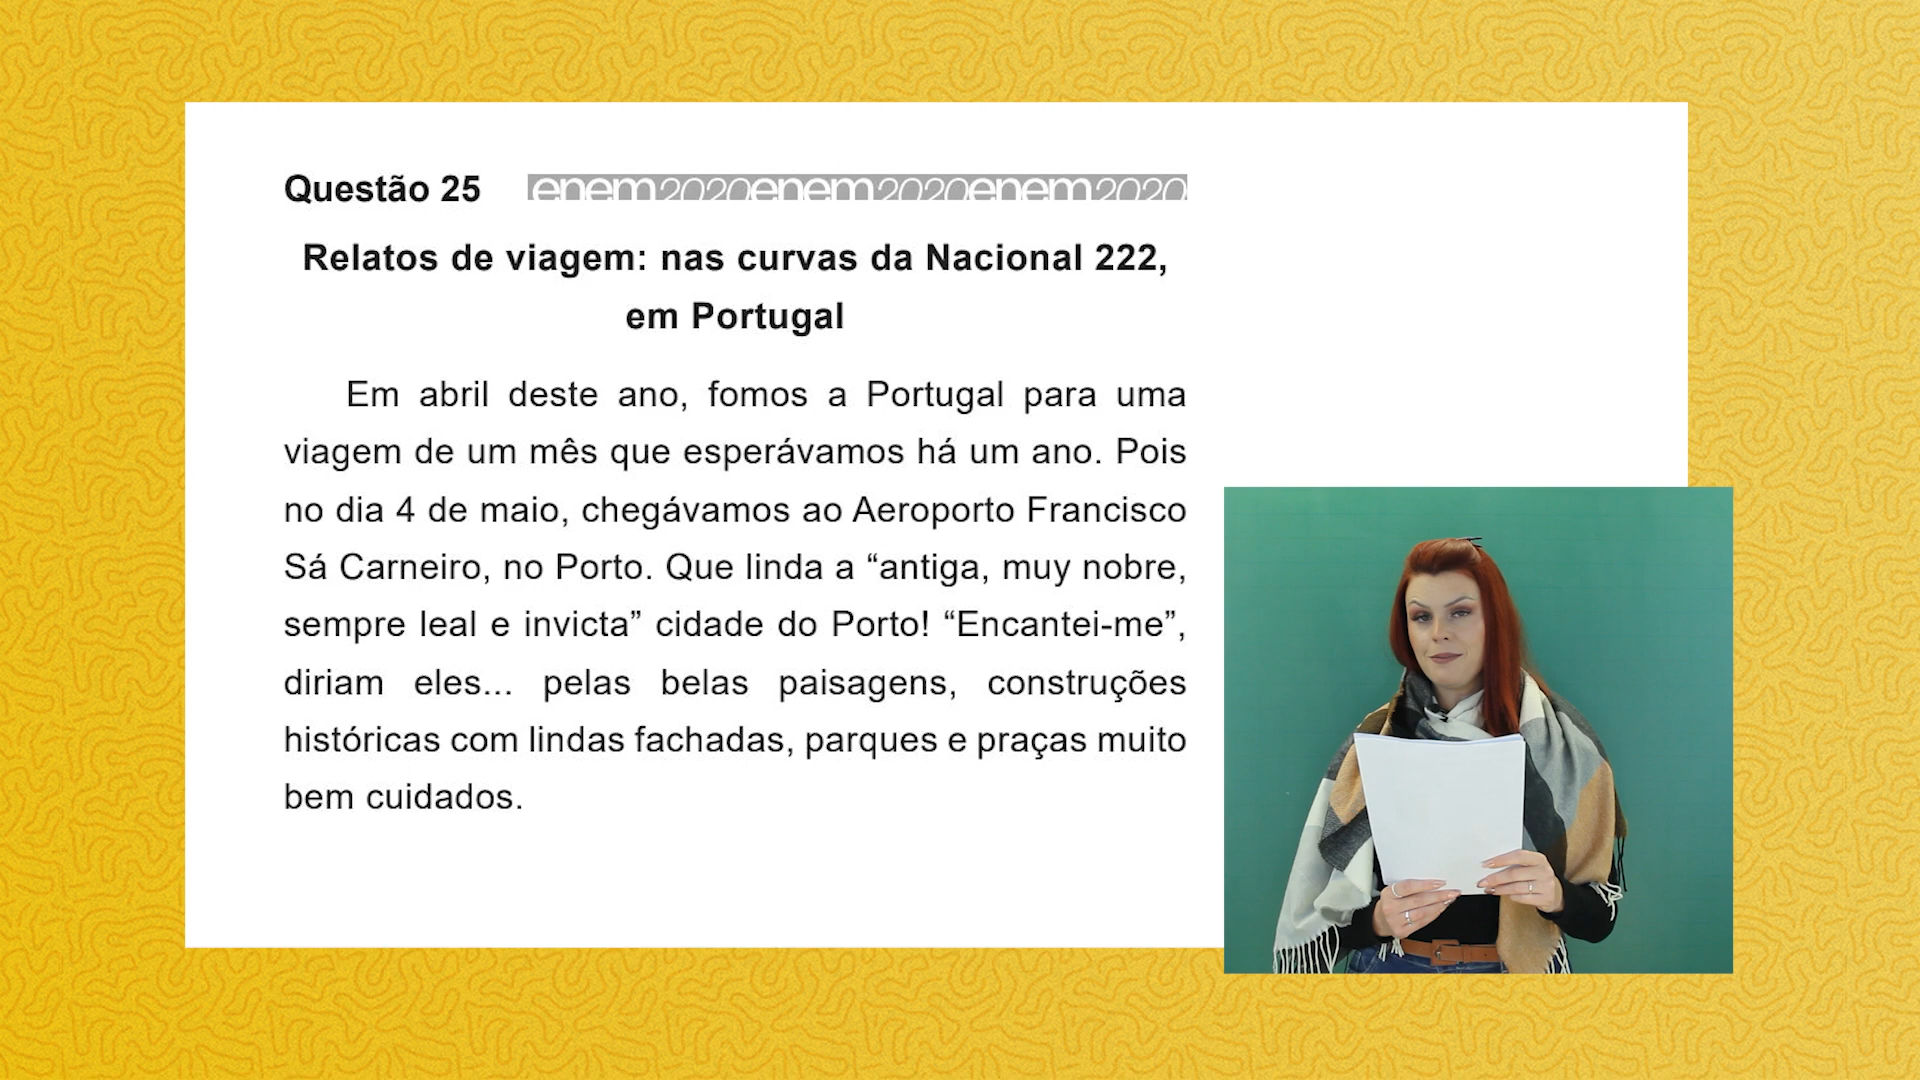 Questão 25 enem2020enem2020enem2020
Relatos de viagem: nas curvas da Nacional 222,
em Portugal
Em abril deste ano, fomos a Portugal para uma
viagem de um mês que esperávamos há um ano. Pois
no dia 4 de maio, chegávamos ao Aeroporto Francisco
Sá Carneiro, no Porto. Que linda a “antiga, muy nobre,
sempre leal e invicta” cidade do Porto! “Encantei-me”,
diriam eles... pelas belas paisagens, construções
históricas com lindas fachadas, parques e praças muito
bem cuidados.